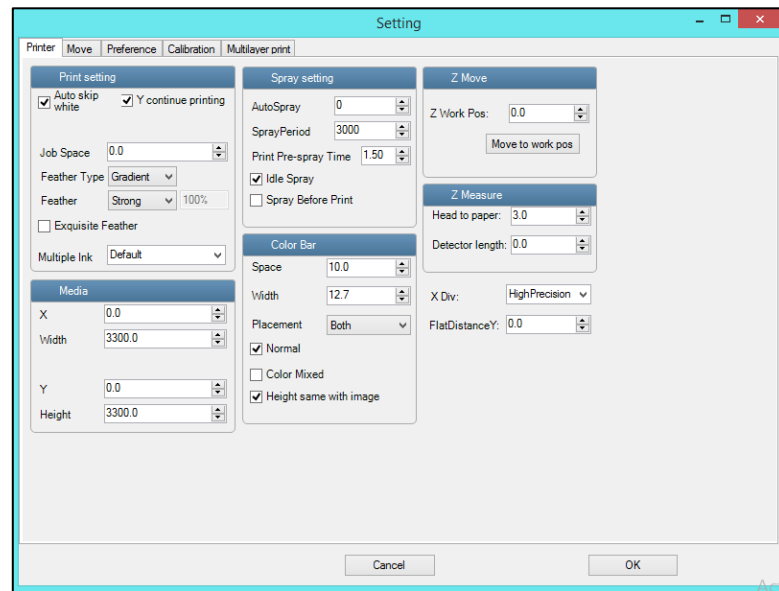 Setting
Printer Move Preference Calibration Multilayer print
Print setting
Auto skip white
Y continue printing
Job Space 0.0
Feather Type Gradient
Feather Strong 100%
Exquisite Feather
Multiple Ink Default
Media
X 0.0
Width 3300.0
Y 0.0
Height 3300.0
Spray setting
AutoSpray 0
SprayPeriod 3000
Print Pre-spray Time 1.50
Idle Spray
Spray Before Print
Color Bar
Space 10.0
Width 12.7
Placement Both
Normal
Color Mixed
Height same with image
Z Move
Z Work Pos: 0.0
Move to work pos
Z Measure
Head to paper: 3.0
Detector length: 0.0
X Div: HighPrecision
FlatDistanceY: 0.0
Cancel OK